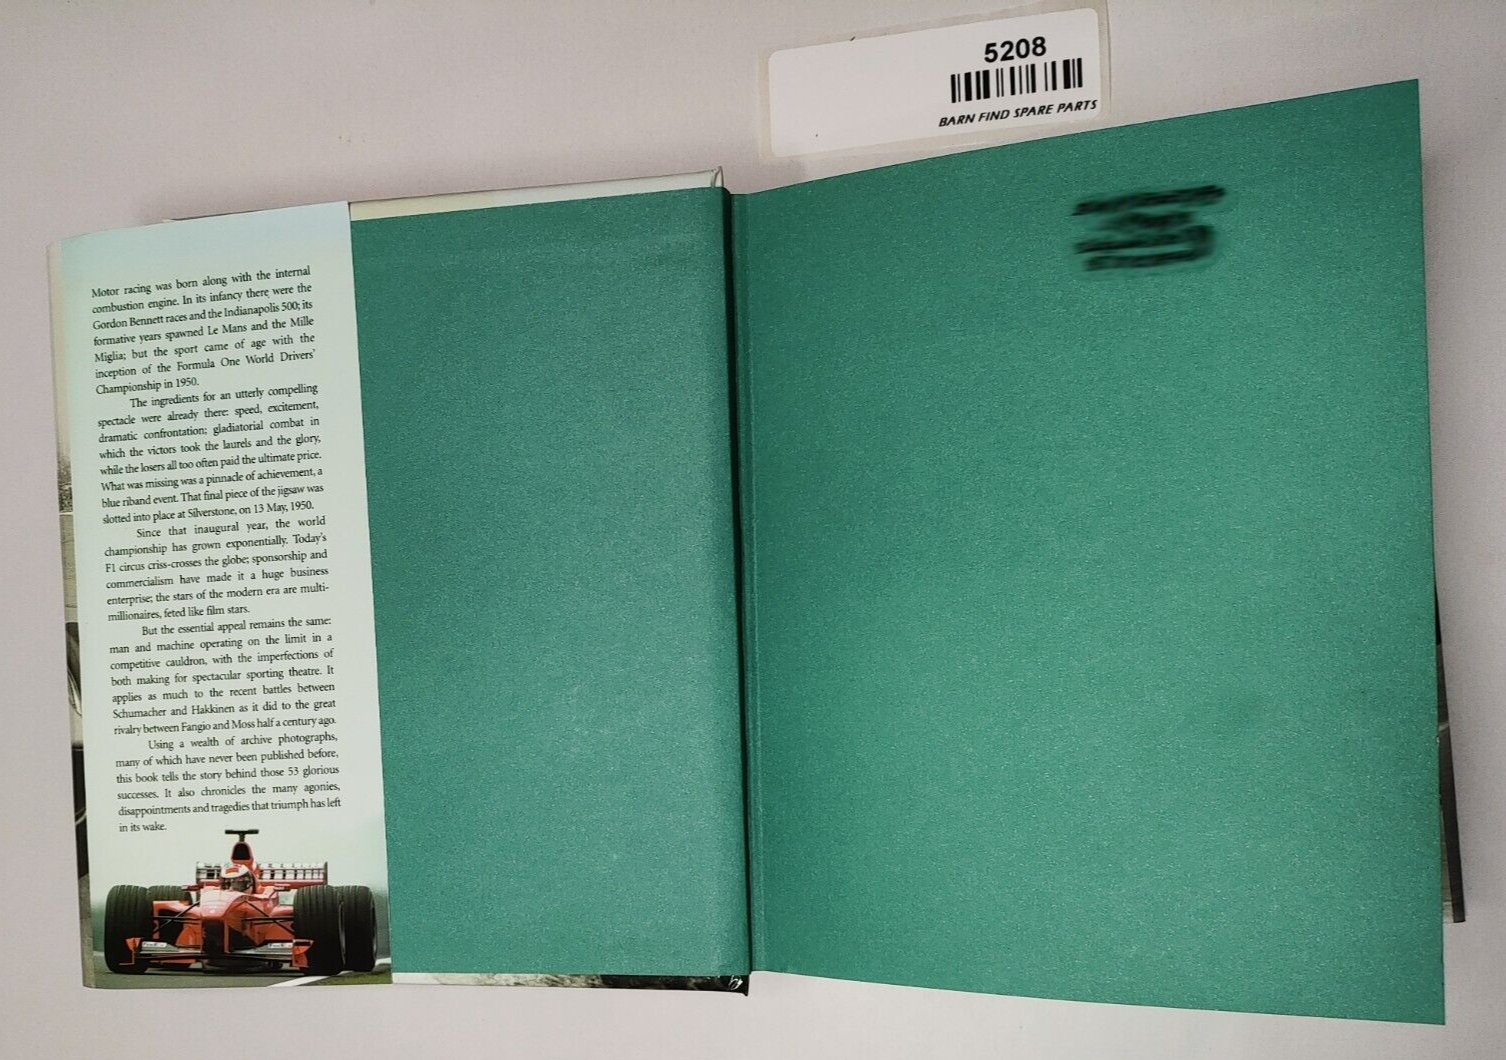 5208
BARN FIND SPARE PARTS
Motor racing was born along with the internal
combustion engine. In its infancy there were the
Gordon Bennett races and the Indianapolis 500; its
formative years spawned Le Mans and the Mille
Miglia; but the sport came of age with the
inception of the Formula One World Drivers'
Championship in 1950.
The ingredients for an utterly compelling
spectacle were already there: speed, excitement,
dramatic confrontation; gladiatorial combat in
which the victors took the laurels and the glory,
while the losers all too often paid the ultimate price.
What was missing was a pinnacle of achievement, a
blue riband event. That final piece of the jigsaw was
slotted into place at Silverstone, on 13 May, 1950.
Since that inaugural year, the world
championship has grown exponentially. Today's
F1 circus criss-crosses the globe; sponsorship and
commercialism have made it a huge business
enterprise; the stars of the modern era are multi-
millionaires, feted like film stars.
But the essential appeal remains the same:
man and machine operating on the limit in a
competitive cauldron, with the imperfections of
both making for spectacular sporting theatre. It
applies as much to the recent battles between
Schumacher and Hakkinen as it did to the great
rivalry between Fangio and Moss half a century ago.
Using a wealth of archive photographs,
many of which have never been published before,
this book tells the story behind those 53 glorious
successes. It also chronicles the many agonies,
disappointments and tragedies that triumph has left
in its wake.